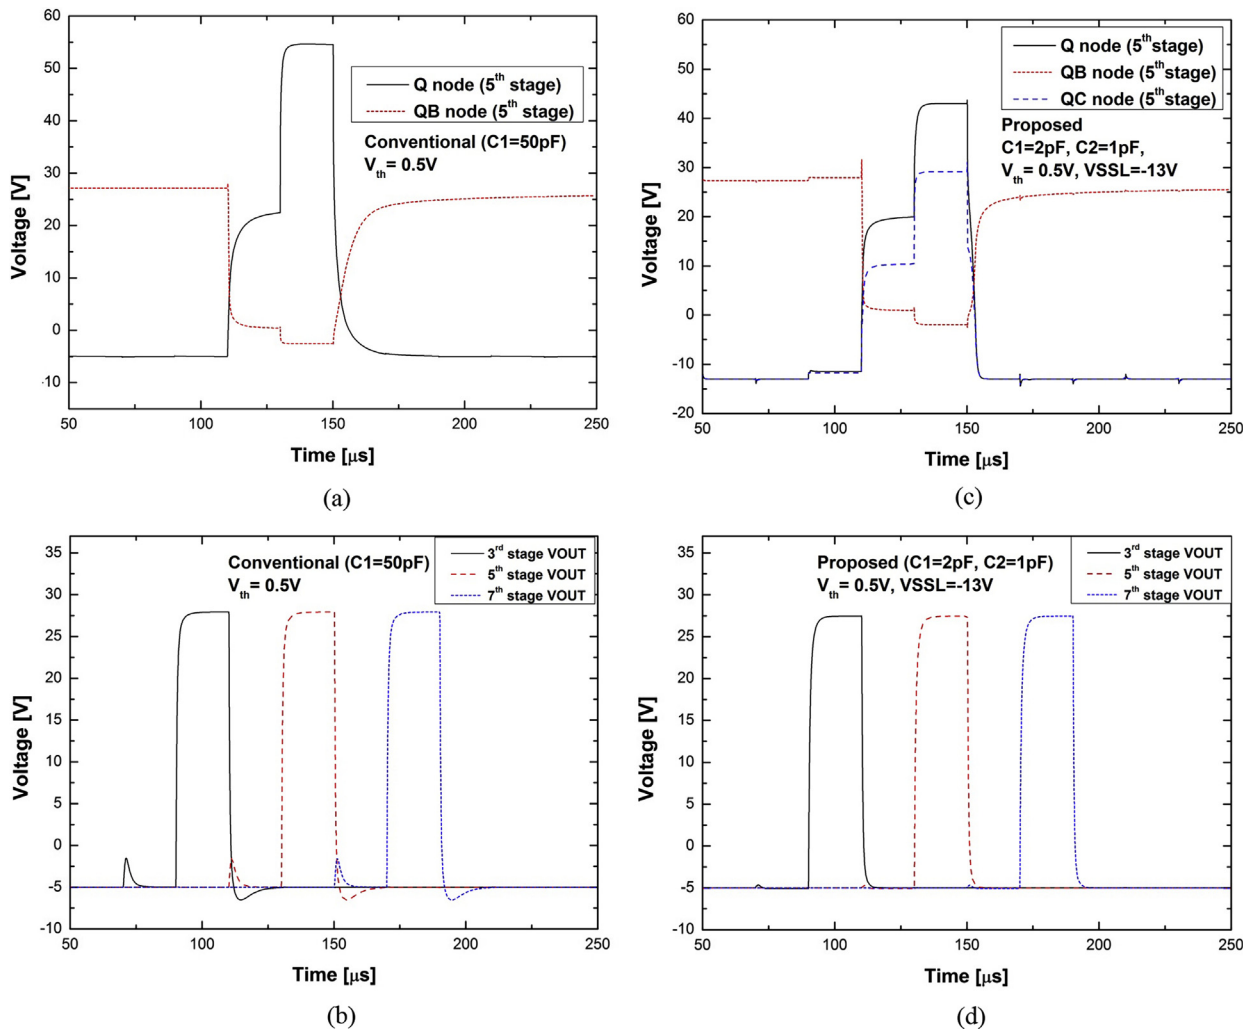 60
50
40
30
20
10
0
-10
50
100
150
200
250
Voltage [V]
Time [μs]
Q node (5th stage)
QB node (5th stage)
Conventional (C1=50pF)
Vth= 0.5V
(a)
60
50
40
30
20
10
0
-10
-20
50
100
150
200
250
Voltage [V]
Time [μs]
Q node (5th stage)
QB node (5th stage)
QC node (5th stage)
Proposed
C1=2pF, C2=1pF,
Vth= 0.5V, VSSL=-13V
(c)
35
30
25
20
15
10
5
0
-5
-10
50
100
150
200
250
Voltage [V]
Time [μs]
Conventional (C1=50pF)
Vth= 0.5V
3rd stage VOUT
5th stage VOUT
7th stage VOUT
(b)
35
30
25
20
15
10
5
0
-5
-10
50
100
150
200
250
Voltage [V]
Time [μs]
Proposed (C1=2pF, C2=1pF)
Vth= 0.5V, VSSL=-13V
3rd stage VOUT
5th stage VOUT
7th stage VOUT
(d)